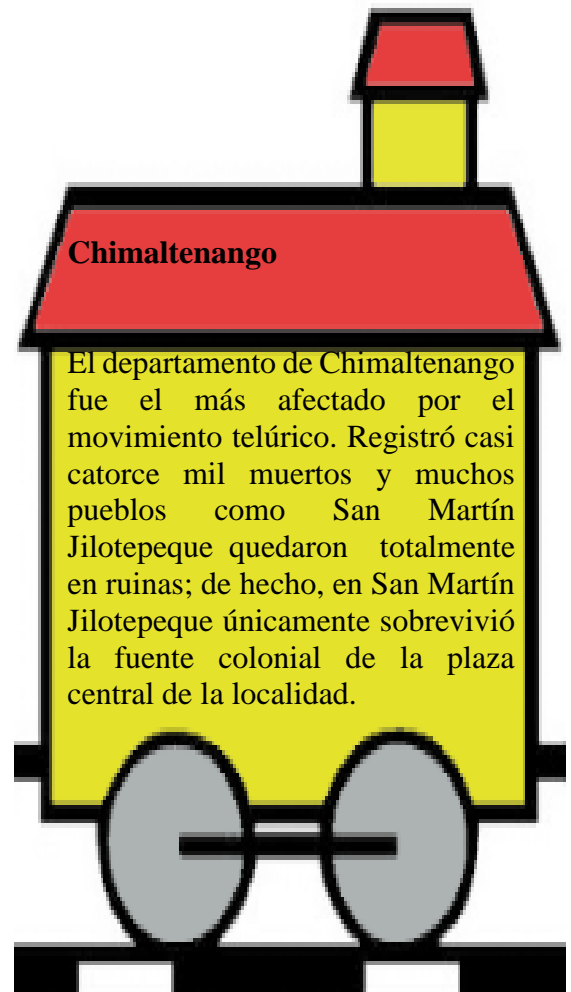 Chimaltenango
El departamento de Chimaltenango
fue el más afectado por el
movimiento telúrico. Registró casi
catorce mil muertos y muchos
pueblos como San Martín
Jilotepeque quedaron totalmente
en ruinas; de hecho, en San Martín
Jilotepeque únicamente sobrevivió
la fuente colonial de la plaza
central de la localidad.